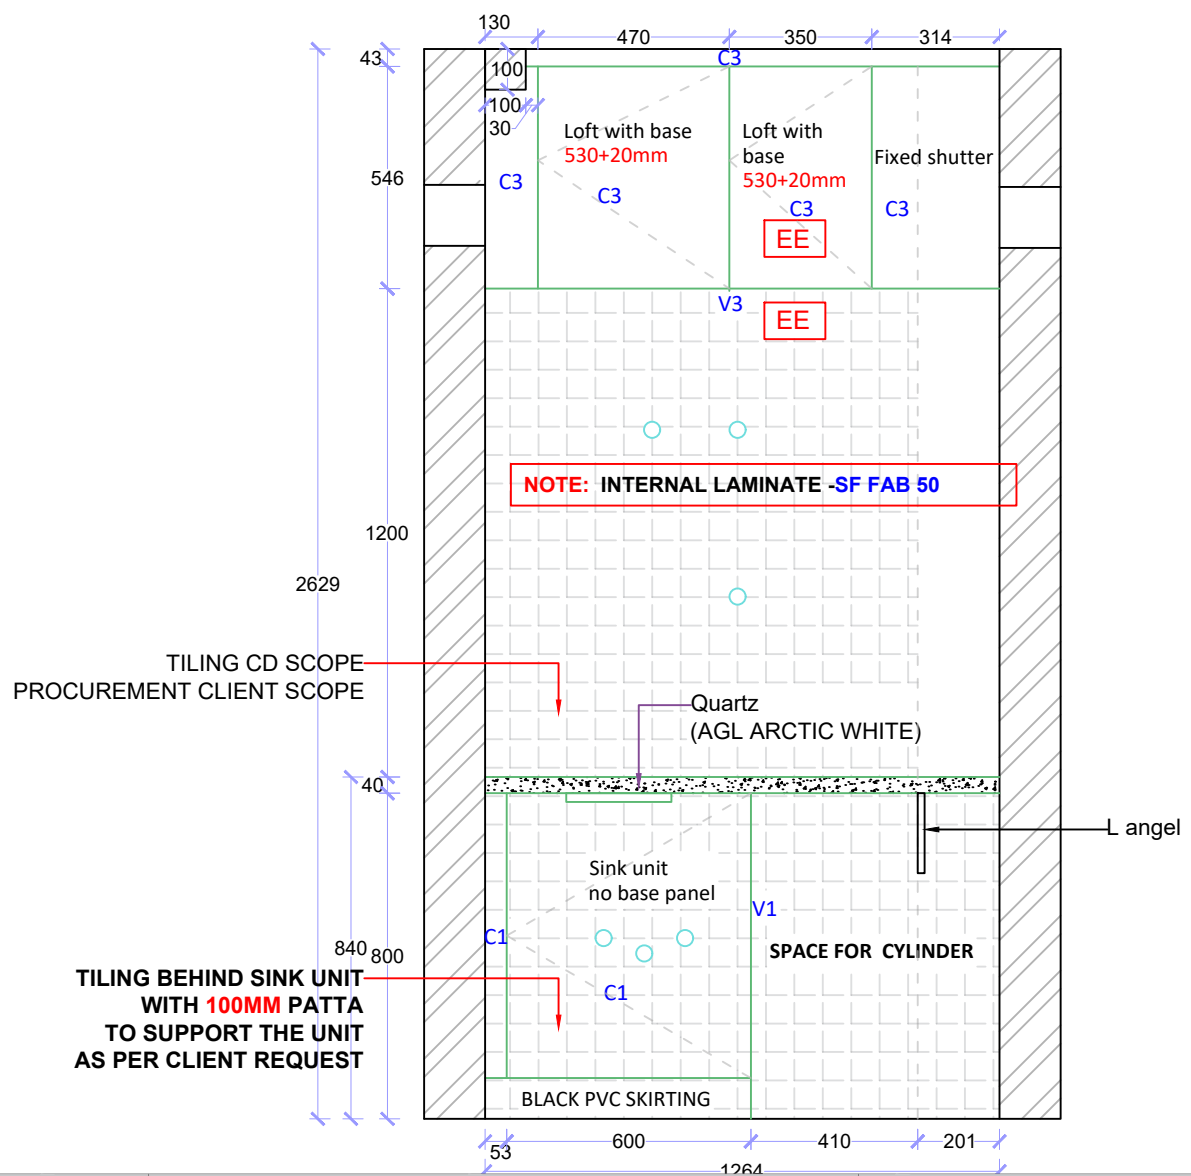 130
470
350
314
43
C3
100
100
30
Loft with base
530+20mm
Loft with
base
530+20mm
Fixed shutter
546
C3
C3
C3
C3
EE
V3
EE
NOTE: INTERNAL LAMINATE -SF FAB 50
1200
2629
TILING CD SCOPE
PROCUREMENT CLIENT SCOPE
Quartz
(AGL ARCTIC WHITE)
40
L angel
Sink unit
no base panel
V1
C1
840
800
SPACE FOR CYLINDER
TILING BEHIND SINK UNIT
WITH 100MM PATTA
TO SUPPORT THE UNIT
AS PER CLIENT REQUEST
C1
BLACK PVC SKIRTING
53
600
410
201
1264